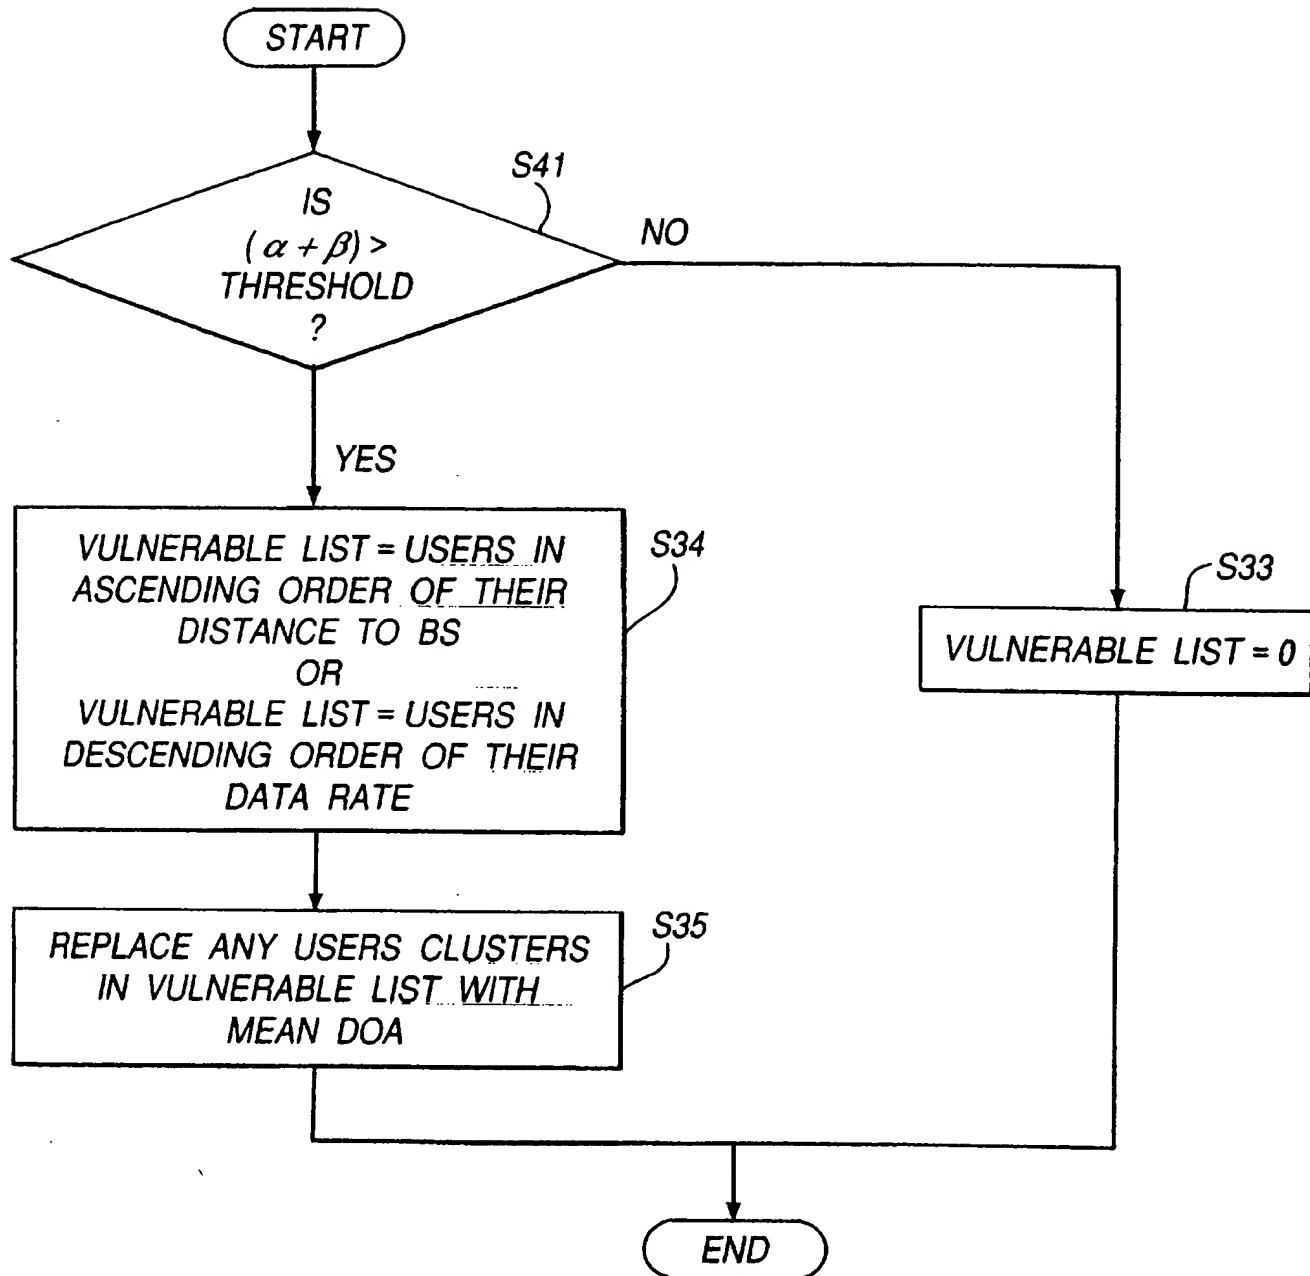 START
S41
IS
(α + β) >
THRESHOLD
?
NO
YES
VULNERABLE LIST = USERS IN
ASCENDING ORDER OF THEIR
DISTANCE TO BS
OR
VULNERABLE LIST = USERS IN
DESCENDING ORDER OF THEIR
DATA RATE
S34
S33
VULNERABLE LIST = 0
REPLACE ANY USERS CLUSTERS
IN VULNERABLE LIST WITH
MEAN DOA
S35
END